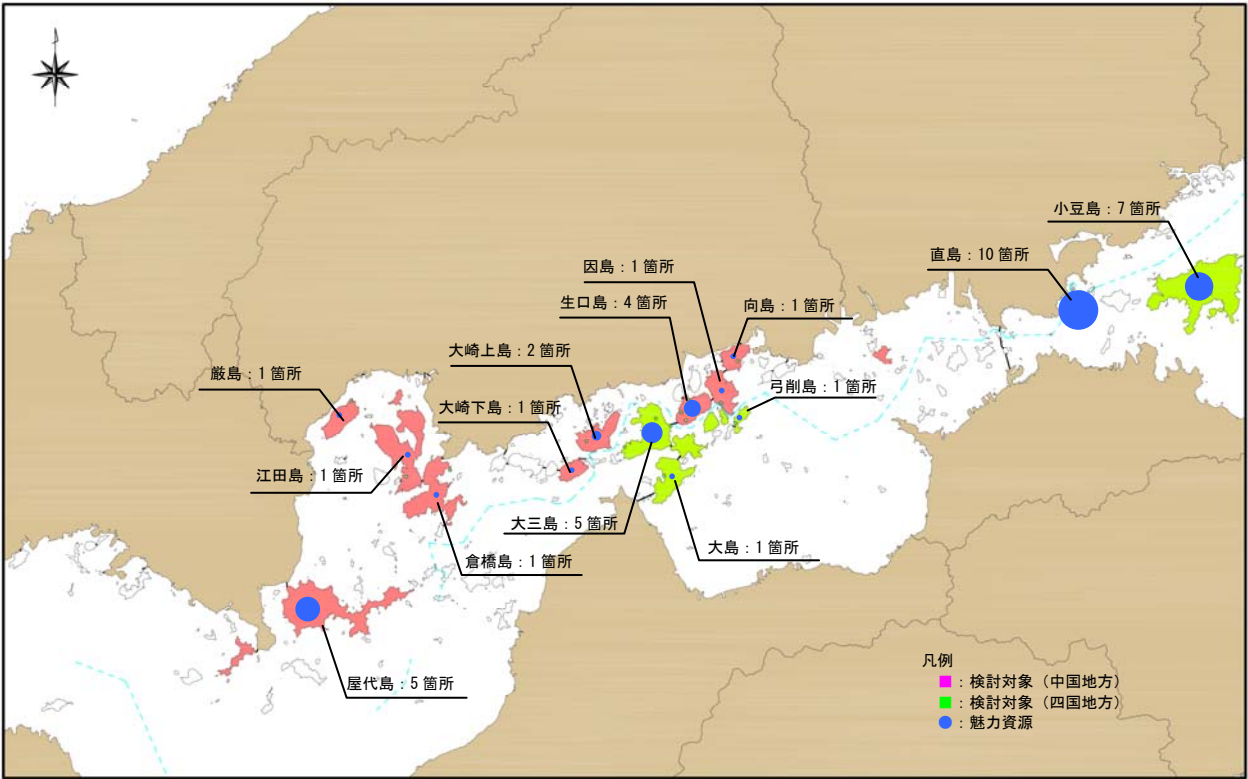 小豆島：7 箇所
直島：10 箇所
因島：1 箇所
生口島：4 箇所
向島：1 箇所
大崎上島：2 箇所
厳島：1 箇所
弓削島：1 箇所
大崎下島：1 箇所
江田島：1 箇所
大三島：5 箇所
大島：1 箇所
倉橋島：1 箇所
屋代島：5 箇所
凡例
：検討対象（中国地方）
：検討対象（四国地方）
：魅力資源